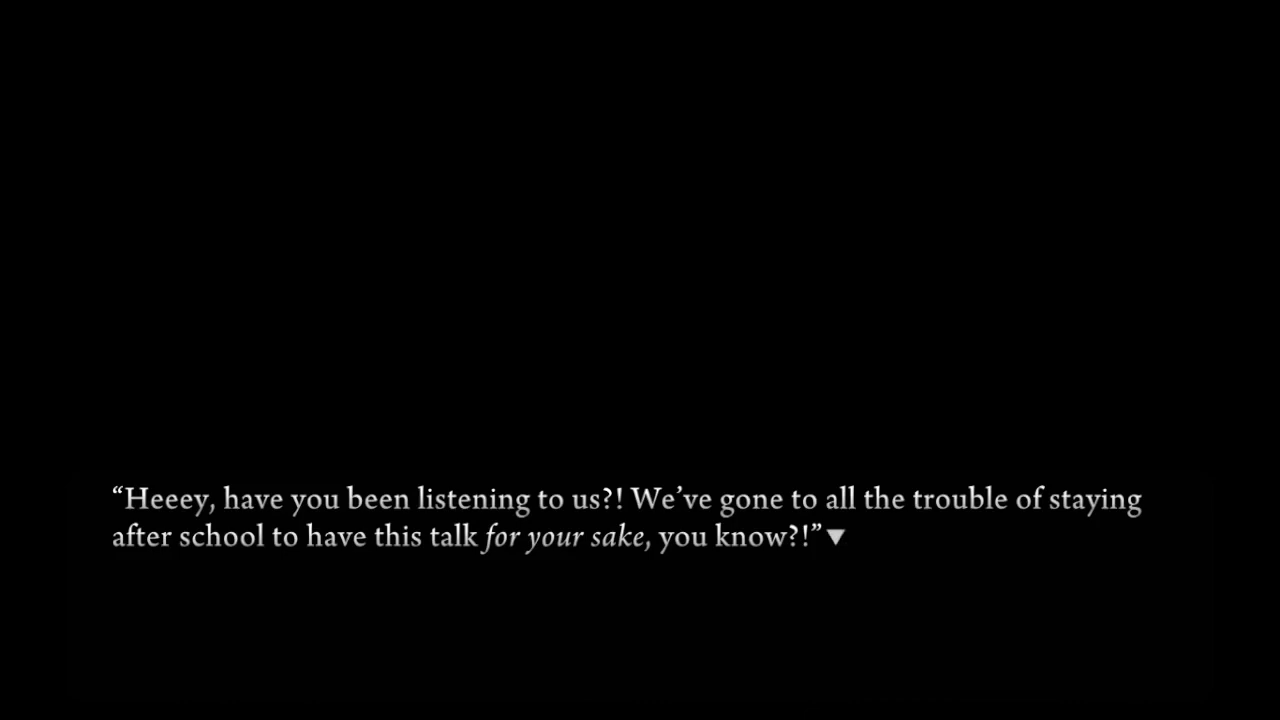 “Heeey, have you been listening to us?! We’ve gone to all the trouble of staying
after school to have this talk for your sake, you know?!”▼